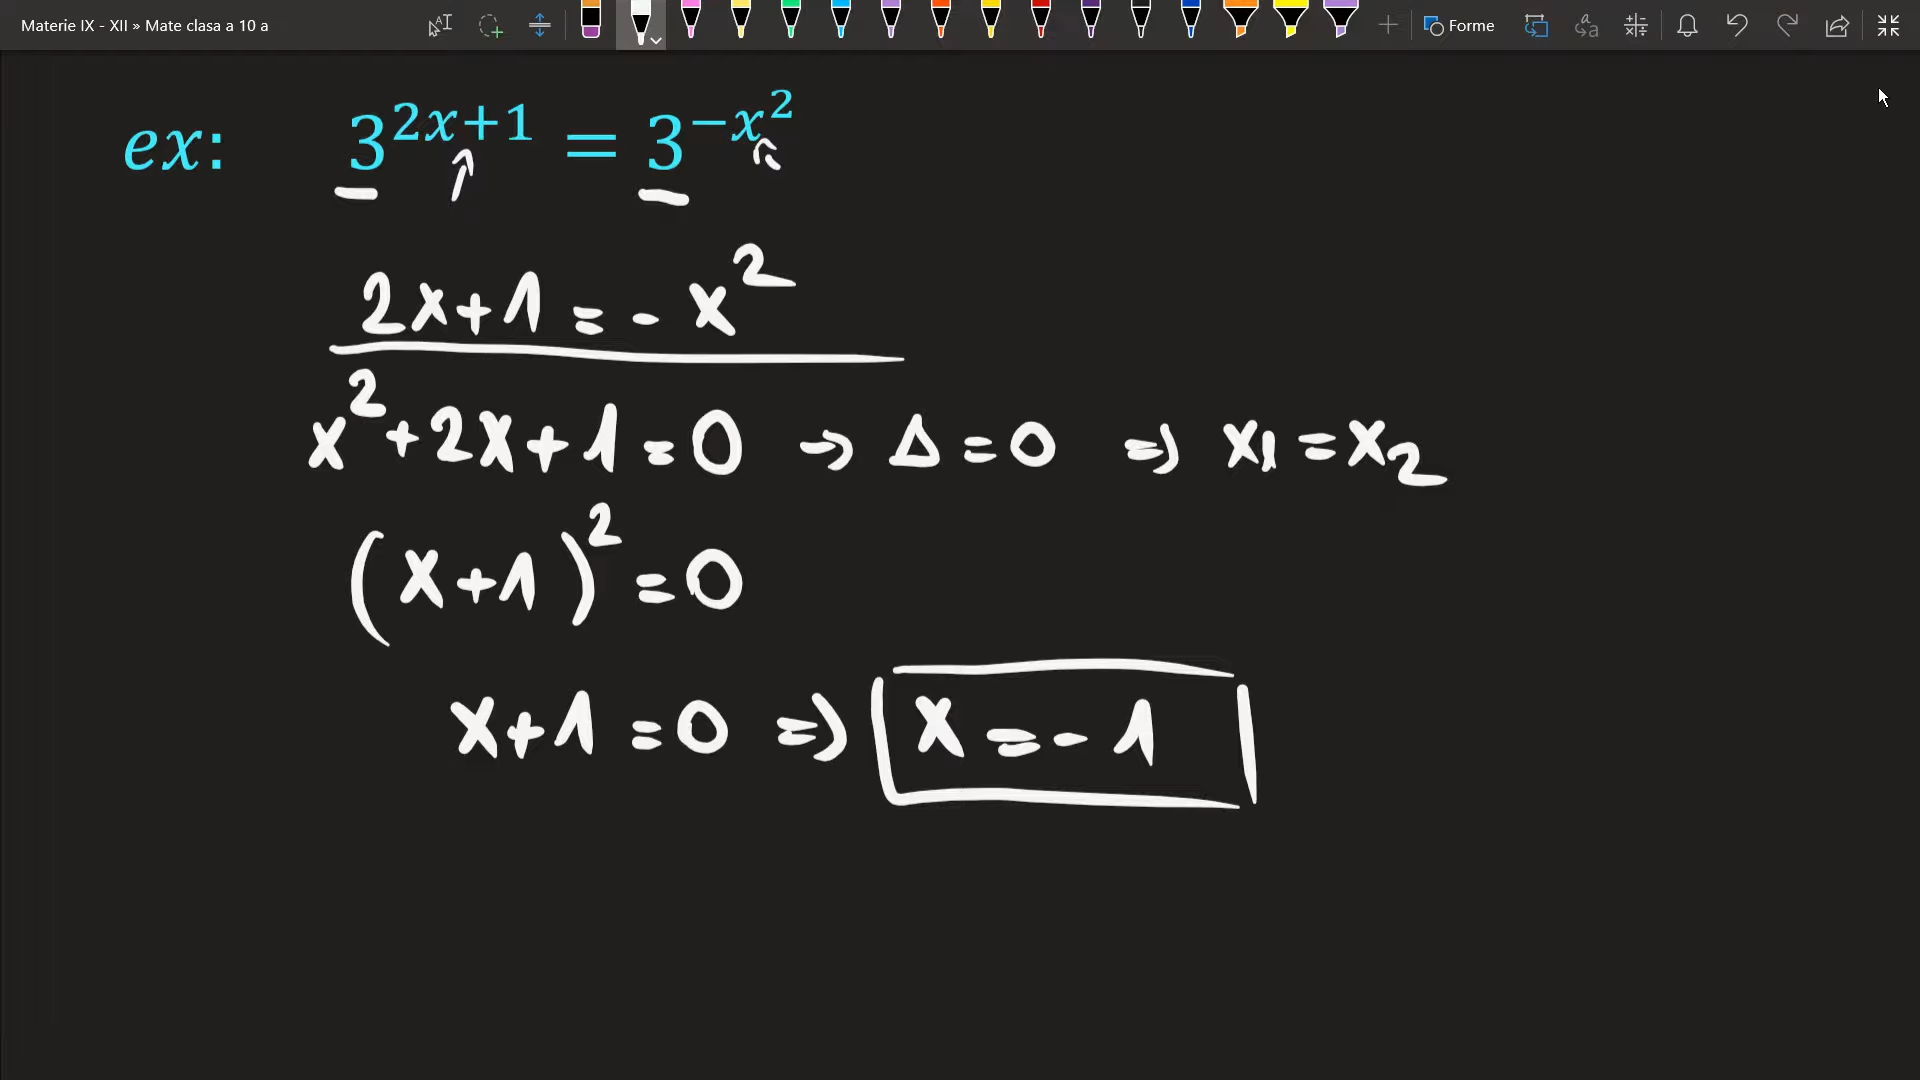 Materie IX - XII » Mate clasa a 10 a
Forme
ex: 3^{2x+1} = 3^{-x^2}
2x+1 = -x^2
x^2+2x+1=0 → Δ=0 ⇒ x1=x2
(x+1)^2=0
x+1=0 ⇒ x=-1